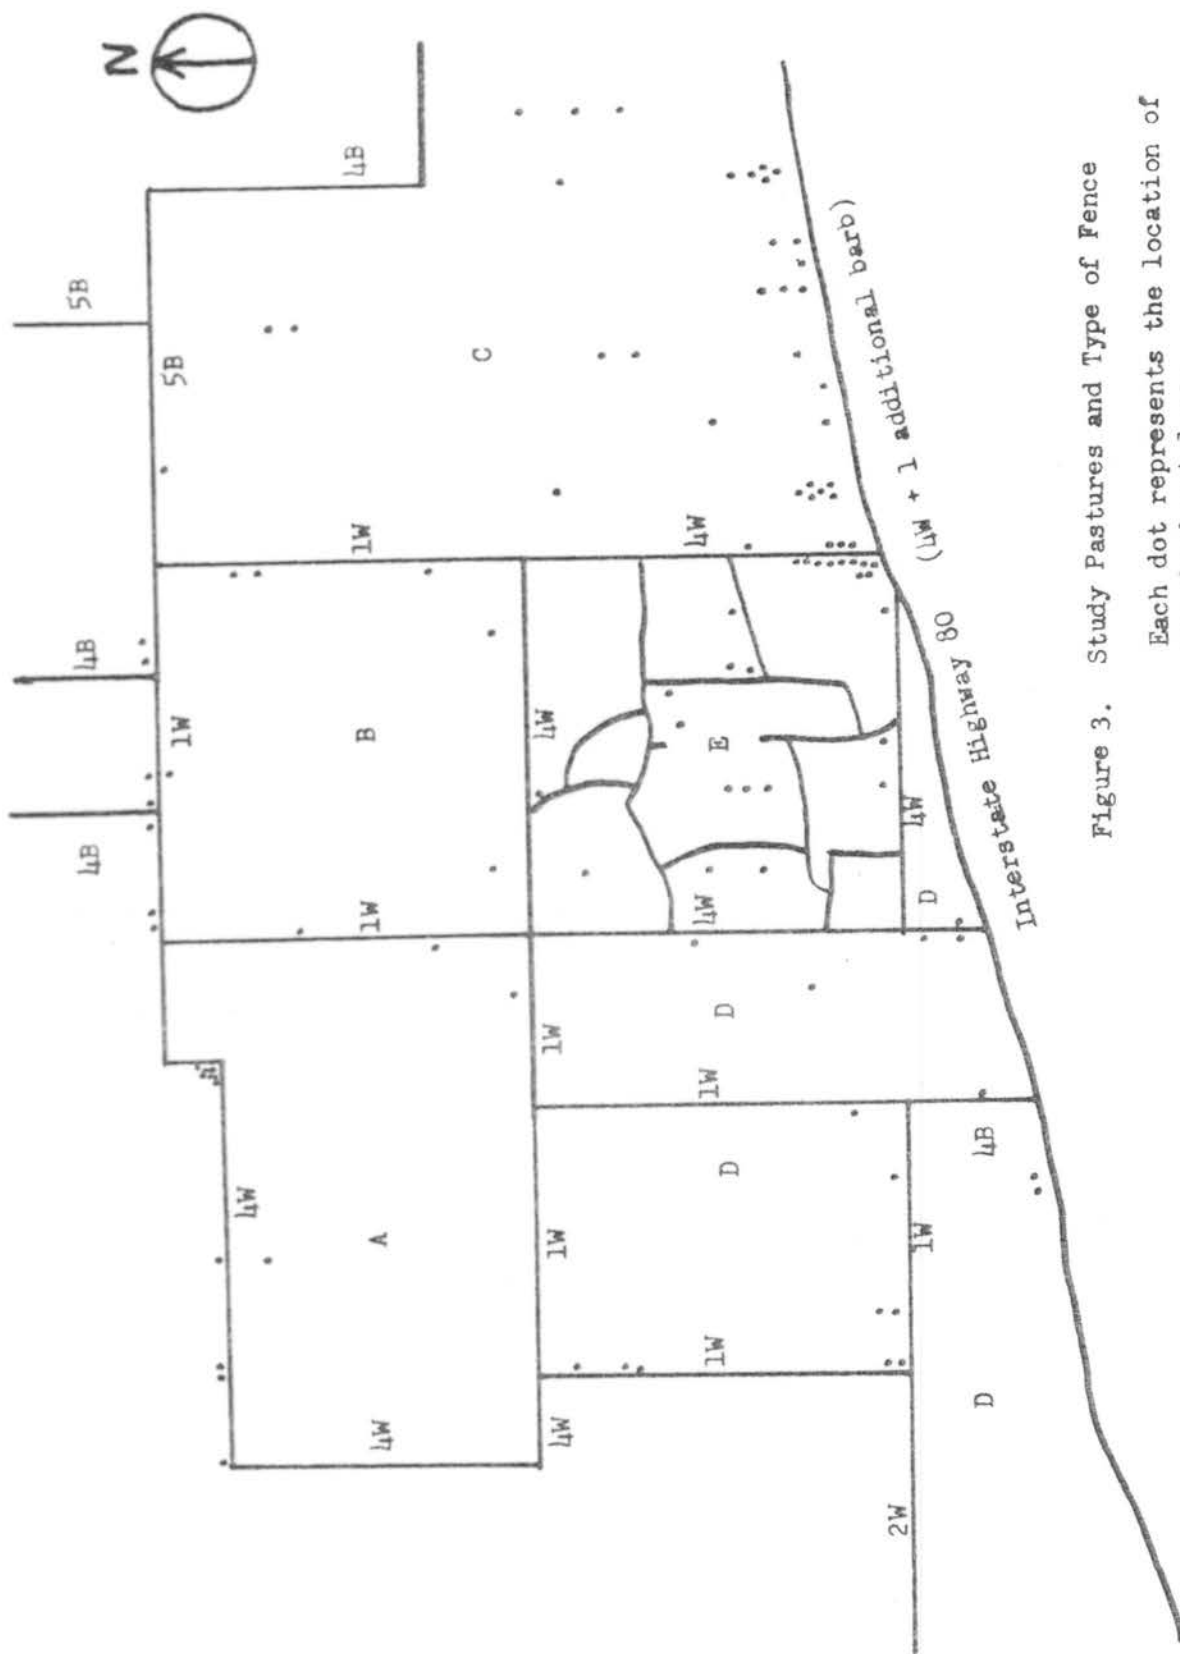 N
5B
4B
4B
5B
4B
1W
4W
1W
1W
C
B
A
1W
4W
4W
4W
4W
1W
1W
4W
E
D
D
4W
1W
1W
4W
D
4B
1W
2W
D
Interstate Highway 80 (4W + 1 additional barb)
Figure 3. Study Pastures and Type of Fence
Each dot represents the location of